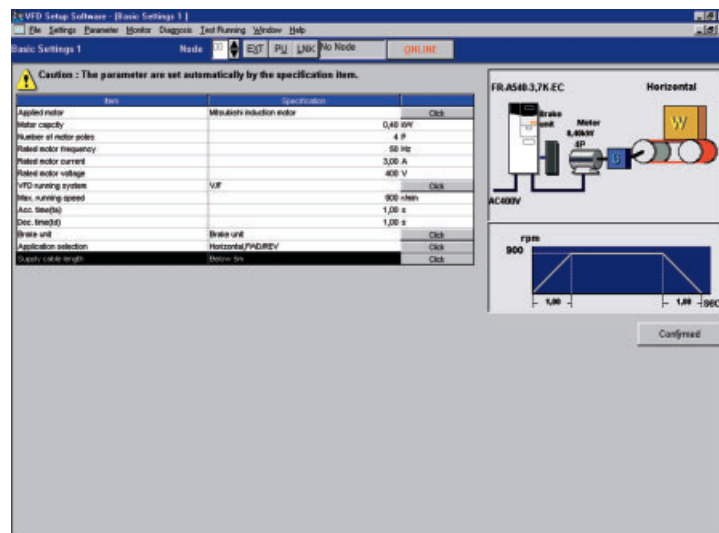 VFD Setup Software - [Basic Settings 1 ]
File Settings Parameter Monitor Diagnosis Test Running Window Help
Basic Settings 1 Node 00 EXT PU LNK No Node ONLINE
Caution : The parameter are set automatically by the specification item.
Item Specification
Applied motor Mitsubishi induction motor Click
Motor capcity 0,40 kW
Number of motor poles 4 P
Rated motor frequency 50 Hz
Rated motor current 3,00 A
Rated motor voltage 400 V
VFD running system V/F Click
Max. running speed 900 r/min
Acc. time(ta) 1,00 s
Dec. time(td) 1,00 s
Brake unit Brake unit Click
Application selection Horizontal,FWD/REV Click
Supply cable length Below 5m Click
FR-A540-3,7K-EC Horizontal
Brake unit
Motor
0,40kW
4P
G
W
AC400V
rpm
900
1,00 1,00 sec
Confirmed